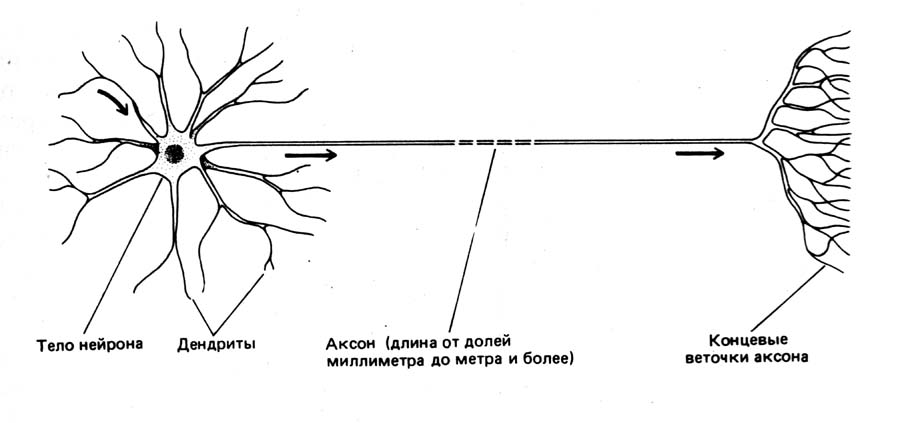 Тело нейрона
Дендриты
Аксон (длина от долей
миллиметра до метра и более)
Концевые
веточки аксона